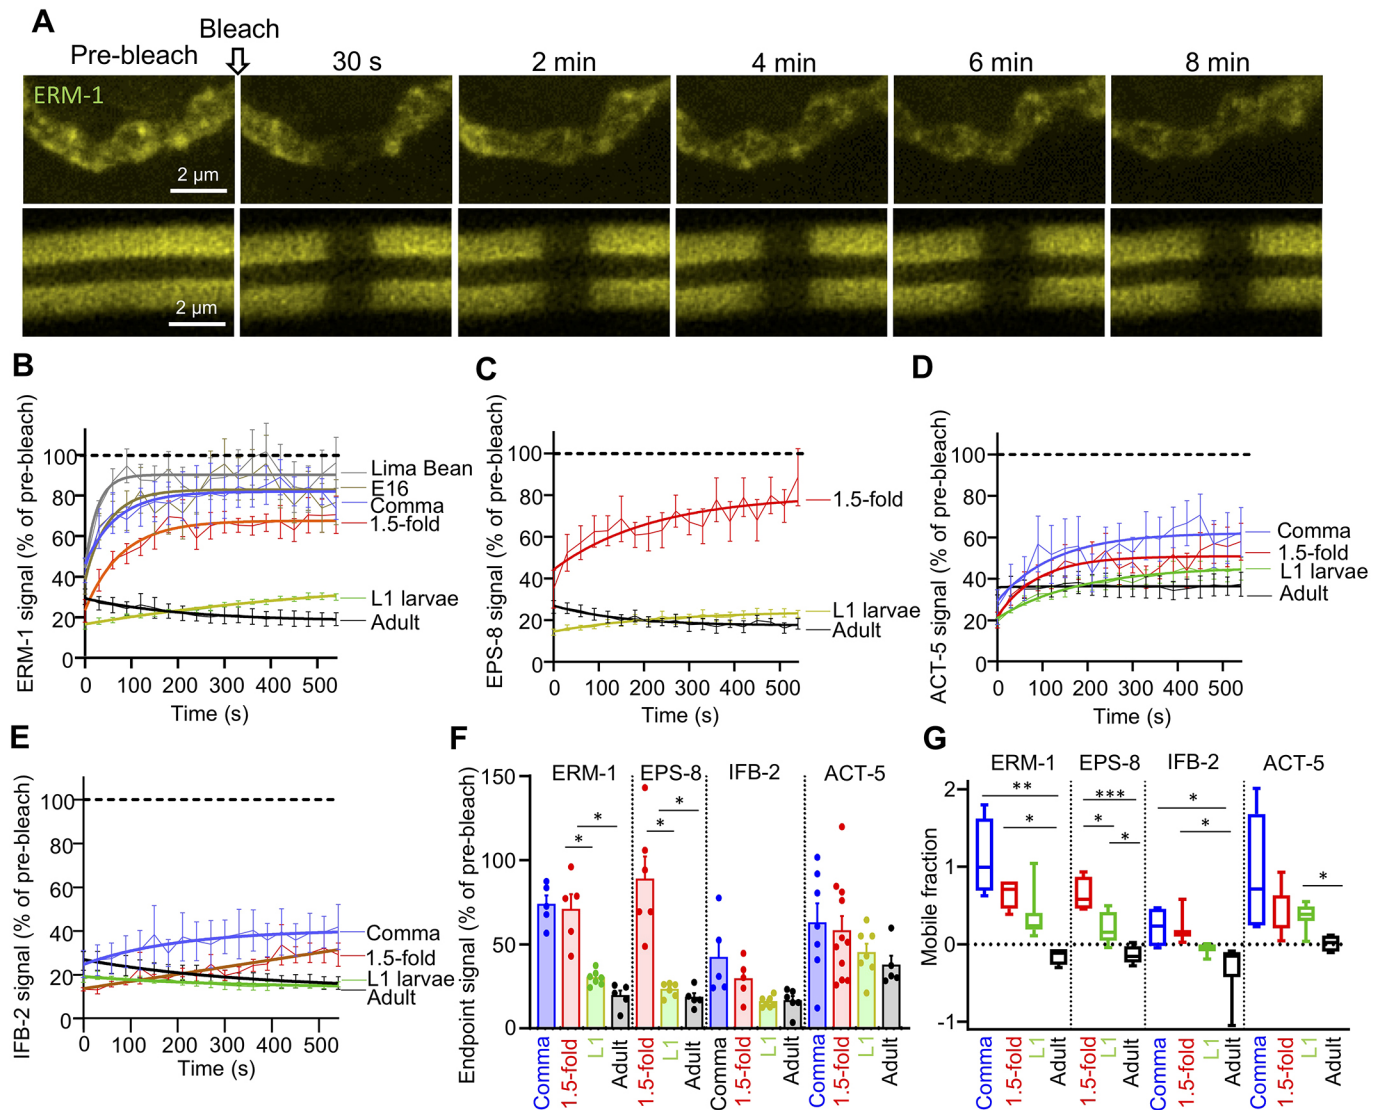 A
Bleach
Pre-bleach
30 s
2 min
4 min
6 min
8 min
ERM-1
2 µm
2 µm
B
ERM-1 signal (% of pre-bleach)
100
80
60
40
20
0
0 100 200 300 400 500
Time (s)
Lima Bean
E16
Comma
1.5-fold
L1 larvae
Adult
C
EPS-8 signal (% of pre-bleach)
100
80
60
40
20
0
0 100 200 300 400 500
Time (s)
1.5-fold
L1 larvae
Adult
D
ACT-5 signal (% of pre-bleach)
100
80
60
40
20
0
0 100 200 300 400 500
Time (s)
Comma
1.5-fold
L1 larvae
Adult
E
IFB-2 signal (% of pre-bleach)
100
80
60
40
20
0
0 100 200 300 400 500
Time (s)
Comma
1.5-fold
L1 larvae
Adult
F
Endpoint signal (% of pre-bleach)
150
100
50
0
ERM-1 EPS-8 IFB-2 ACT-5
* * * *
Comma 1.5-fold L1 Adult
1.5-fold L1 Adult
Comma 1.5-fold L1 Adult
Comma 1.5-fold L1 Adult
G
Mobile fraction
2
1
0
-1
ERM-1 EPS-8 IFB-2 ACT-5
** * *** * * * * *
Comma 1.5-fold L1 Adult
1.5-fold L1 Adult
Comma 1.5-fold L1 Adult
Comma 1.5-fold L1 Adult